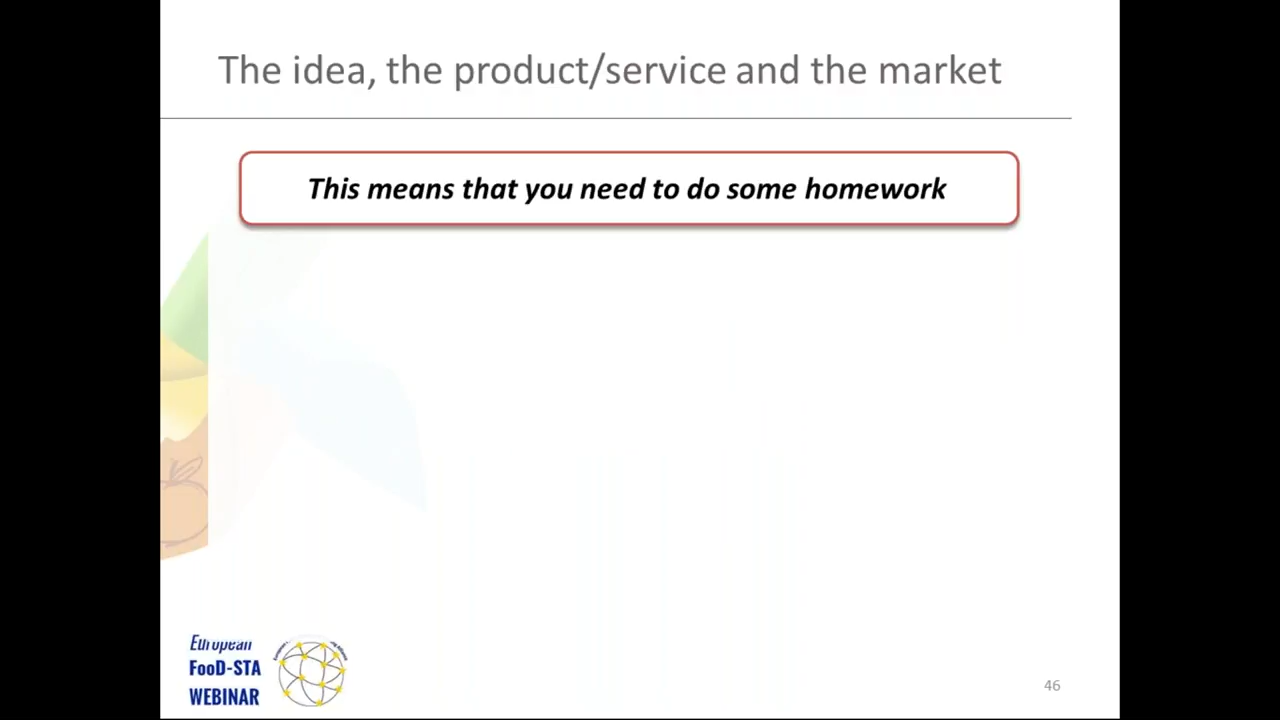 The idea, the product/service and the market
This means that you need to do some homework
European
FooD-STA
WEBINAR
46